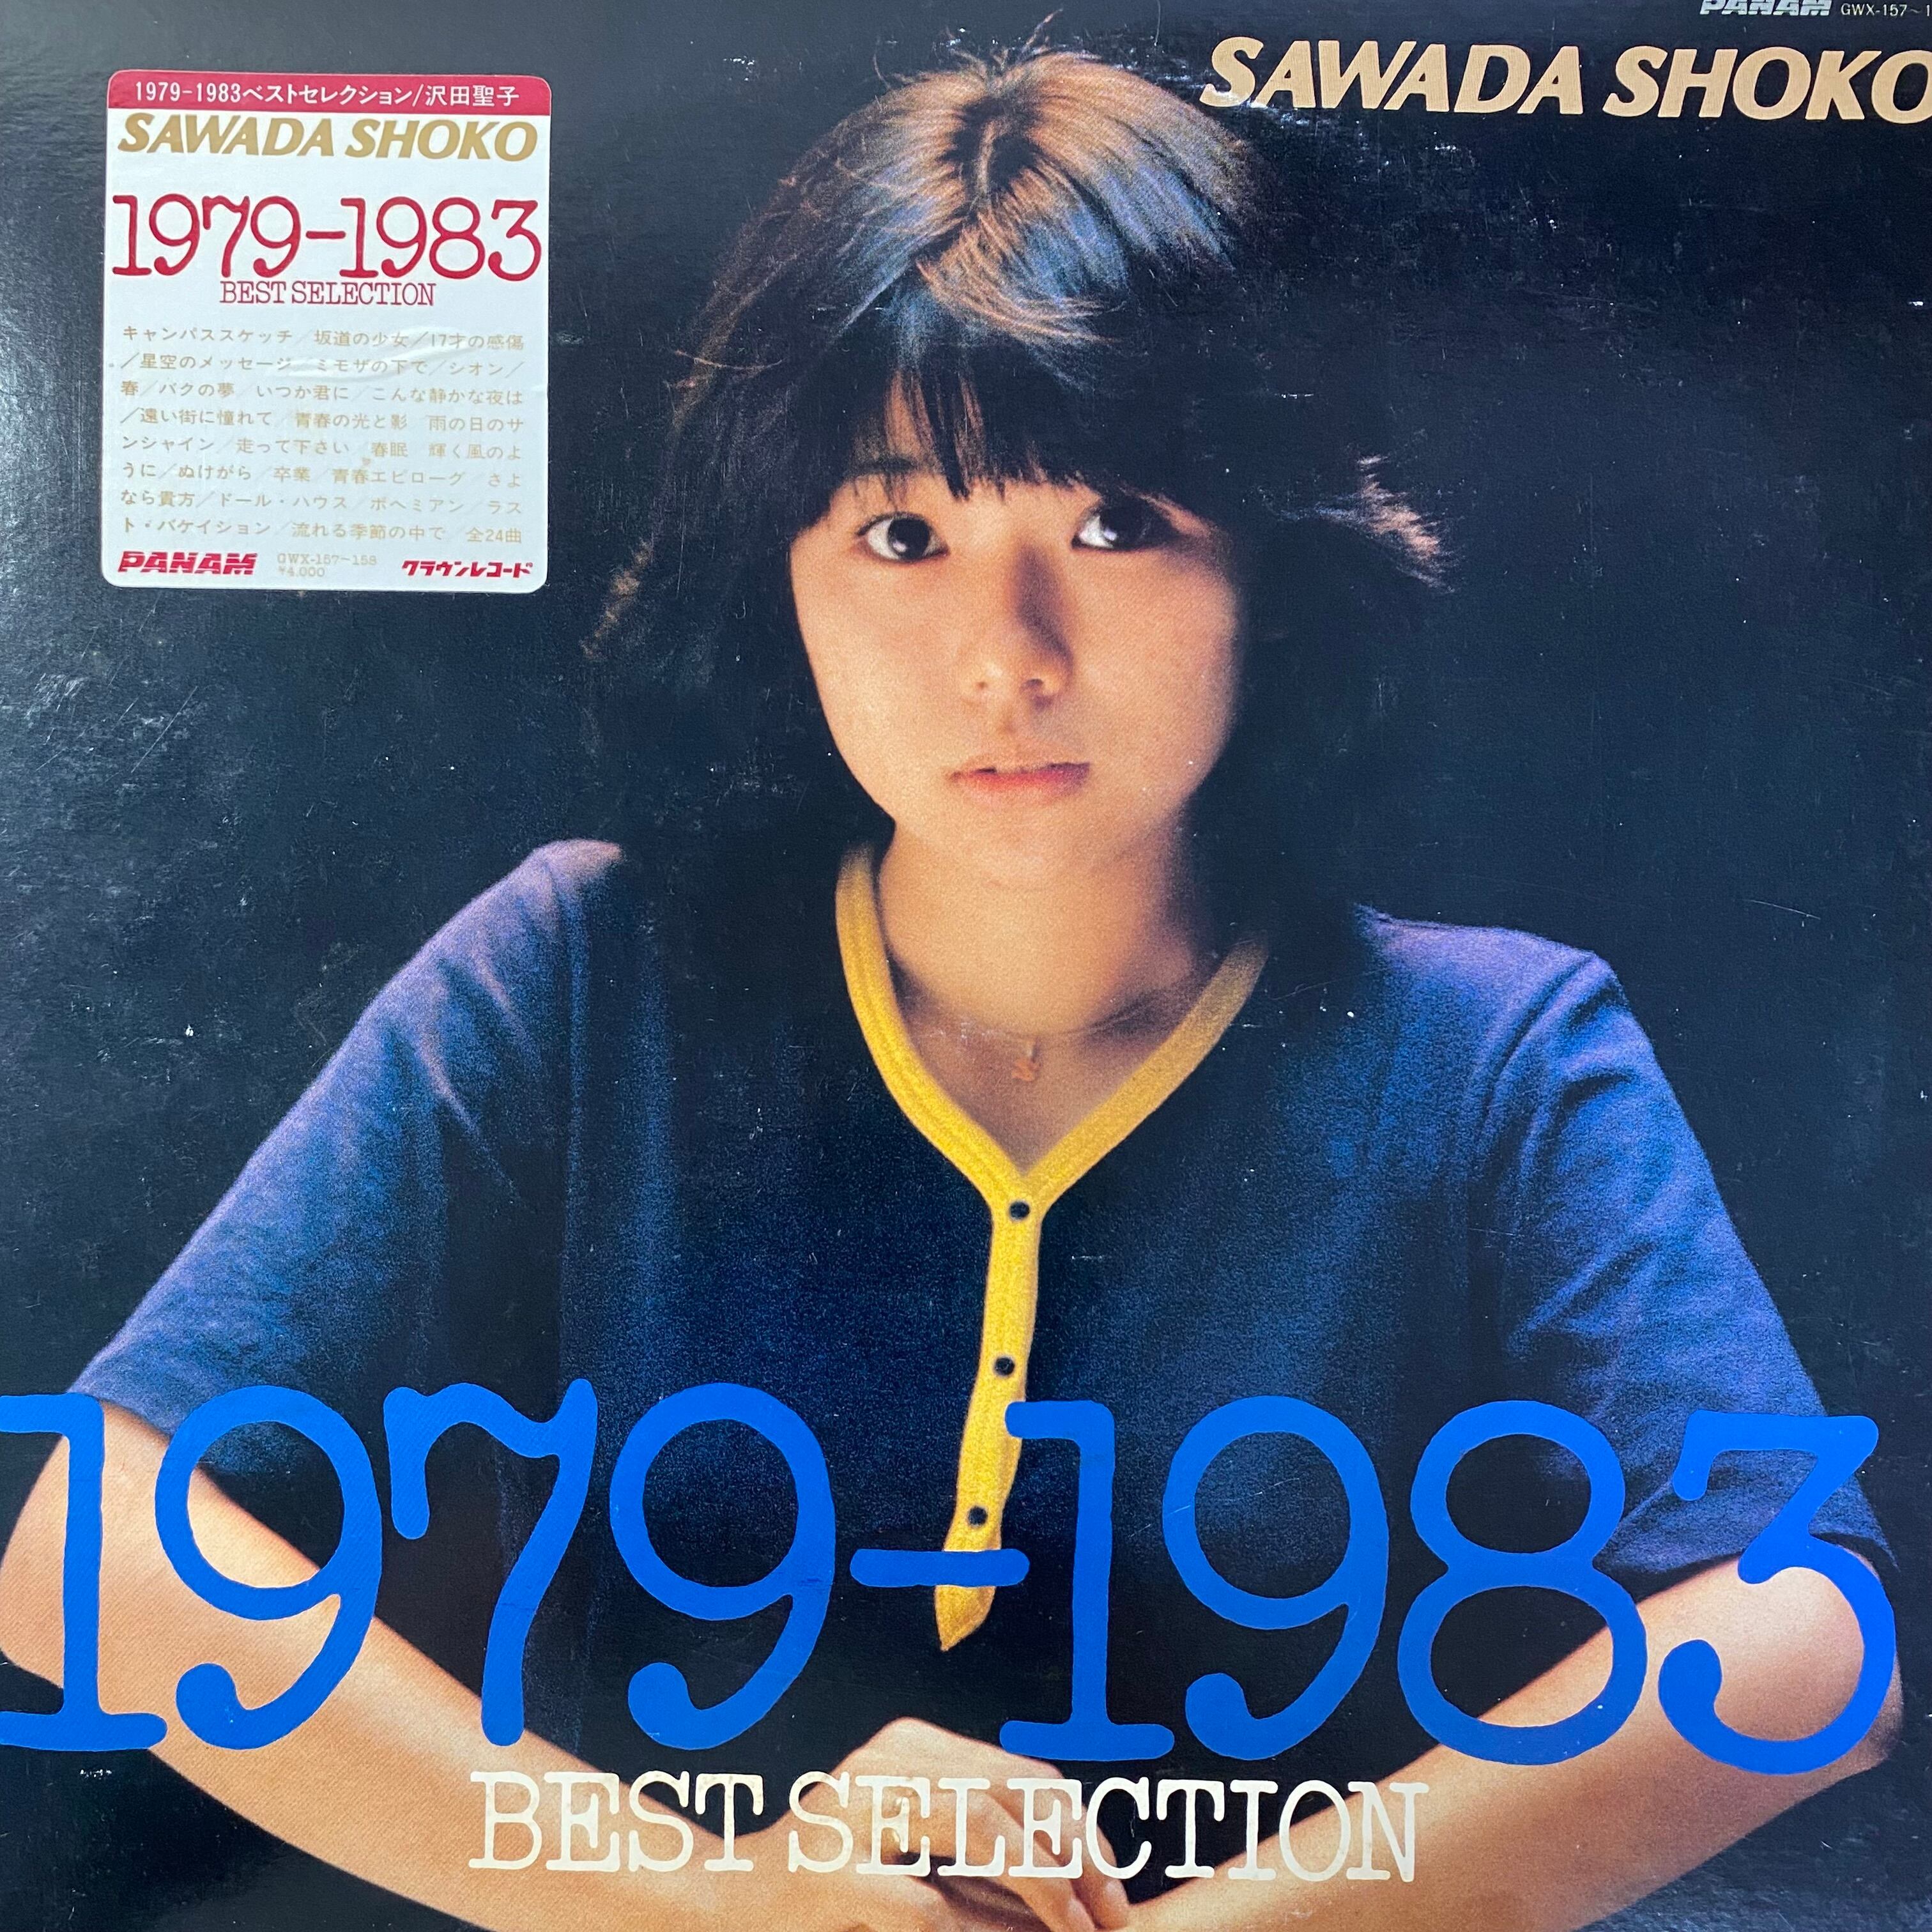 PANAM GWX-157~1
SAWADA SHOKO
1979-1983ベストセレクション/沢田聖子
SAWADA SHOKO
1979-1983
BEST SELECTION
キャンパススケッチ/坂道の少女/17才の感傷
/星空のメッセージ/ミモザの下で/シオン/
春/バクの夢/いつか君に/こんな静かな夜は
/遠い街に憧れて/青春の光と影/雨の日のサ
ンシャイン/走って下さい/春眠/輝く風のよ
うに/ぬけがら/卒業/青春エピローグ/さよ
なら貴方/ドール・ハウス/ボヘミアン/ラス
ト・バケイション/流れる季節の中で 全24曲
PANAM GWX-157~158 クラウンレコード
¥4,000
1979-1983
BEST SELECTION